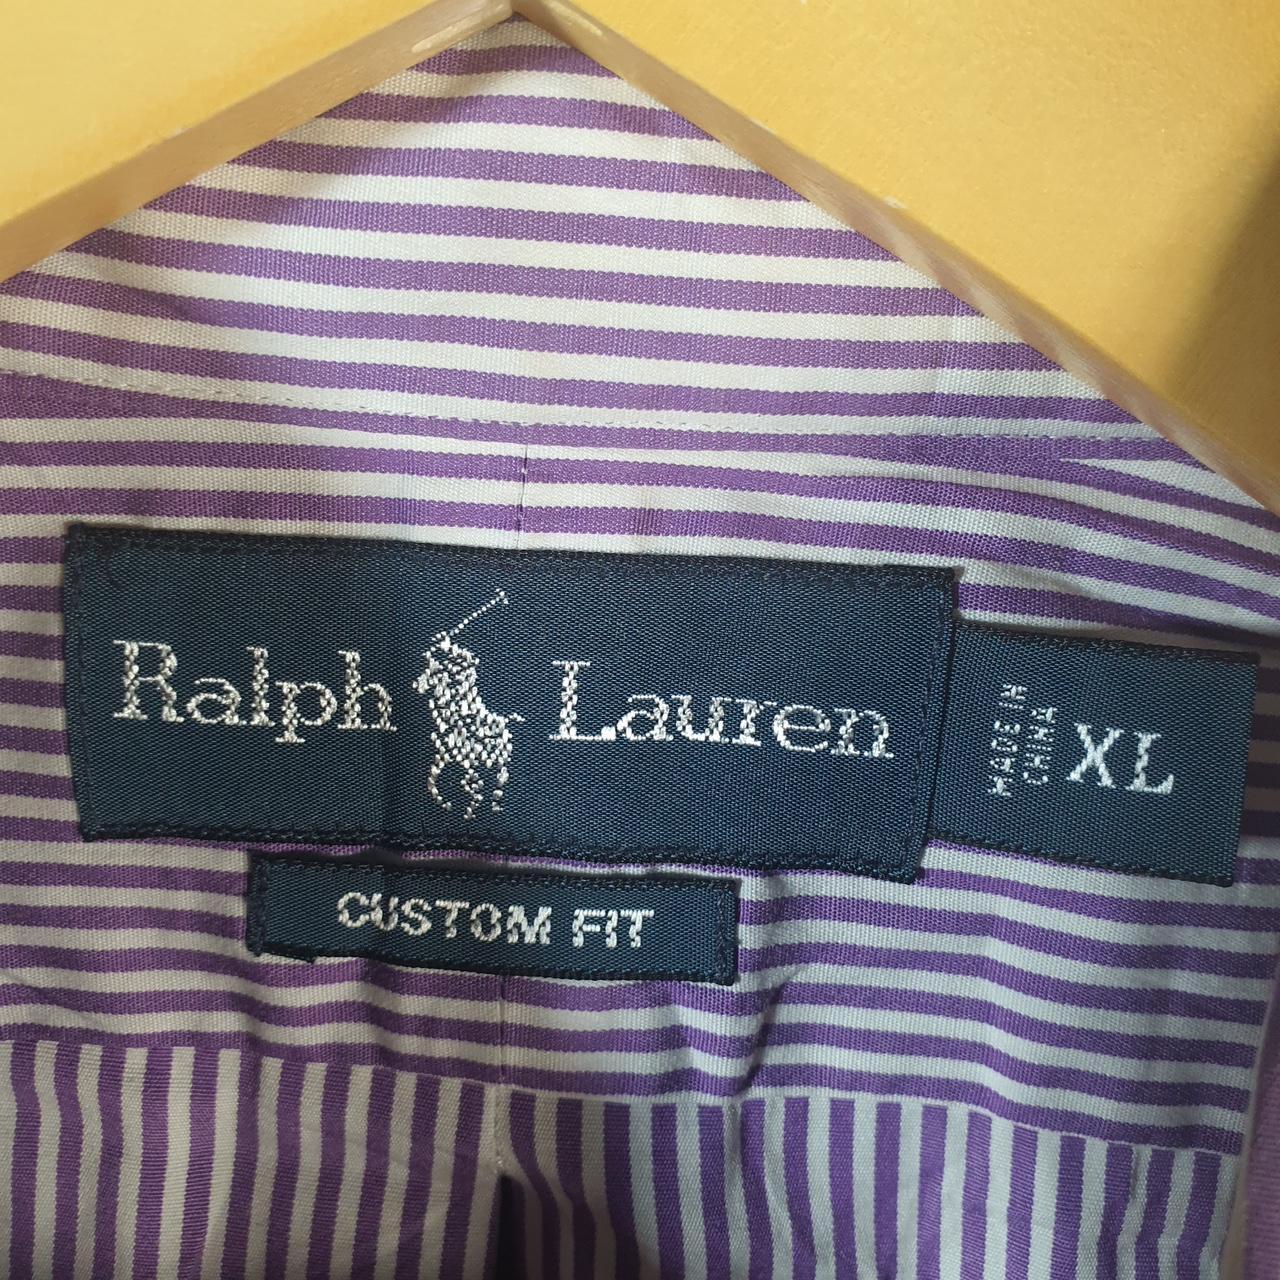 Ralph Lauren
MADE IN
CHINA
XL
CUSTOM FIT